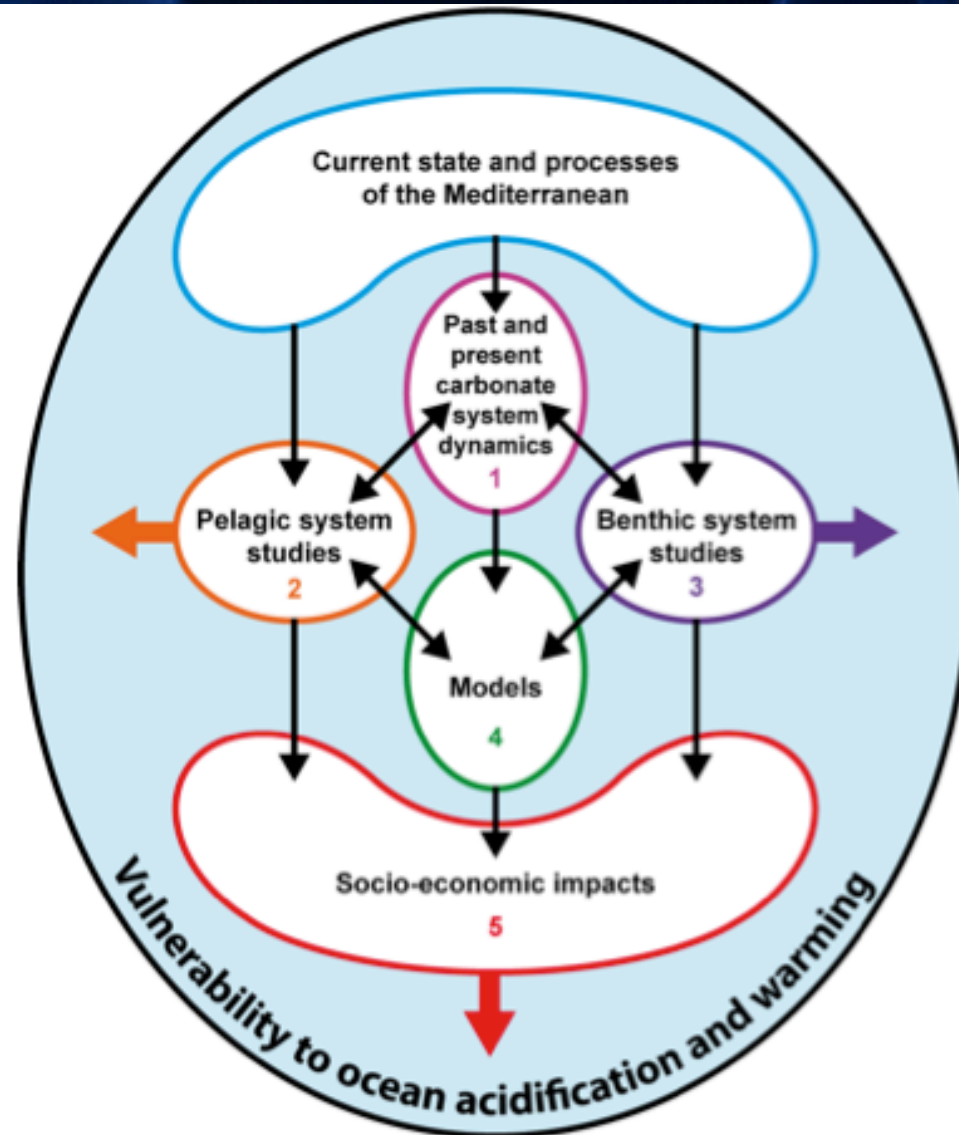 Current state and processes
of the Mediterranean
Past and
present
carbonate
system
dynamics
1
Pelagic system
studies
2
Benthic system
studies
3
Models
4
Socio-economic impacts
5
Vulnerability to ocean acidification and warming